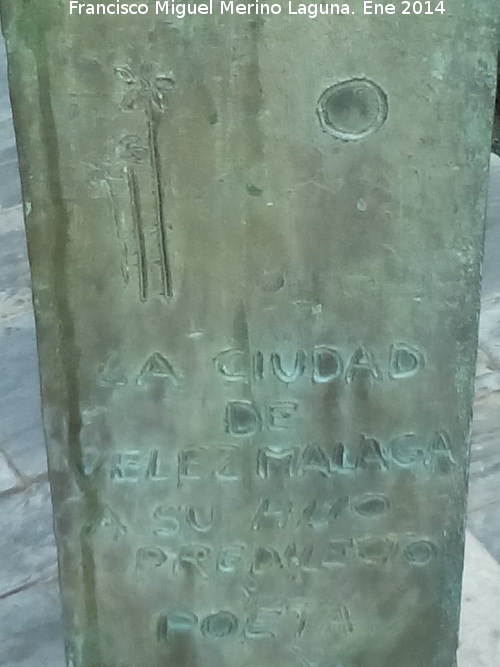 Francisco Miguel Merino Laguna. Ene 2014
LA CIUDAD
DE
VELEZ MALAGA
A SU HIJO
PREDILECTO
Y
POETA